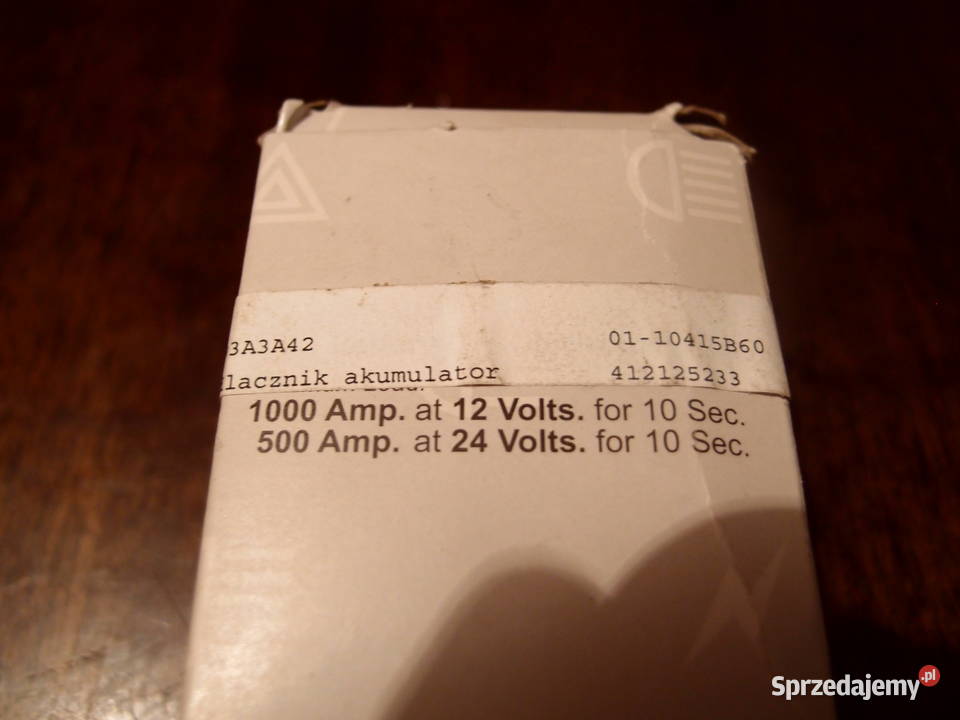 3A3A42 01-10415B60
lacznik akumulator 412125233
1000 Amp. at 12 Volts. for 10 Sec.
500 Amp. at 24 Volts. for 10 Sec.
Sprzedajemy.pl